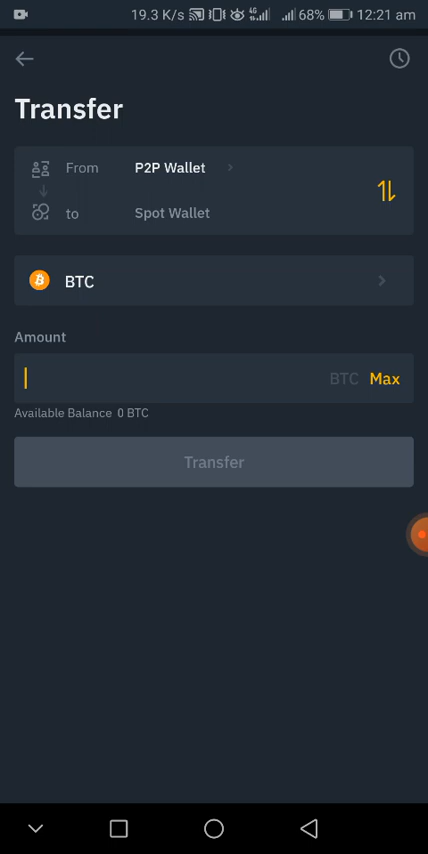 19.3 K/s 4G 68% 12:21 am
Transfer
From P2P Wallet
to Spot Wallet
BTC
Amount
BTC Max
Available Balance 0 BTC
Transfer